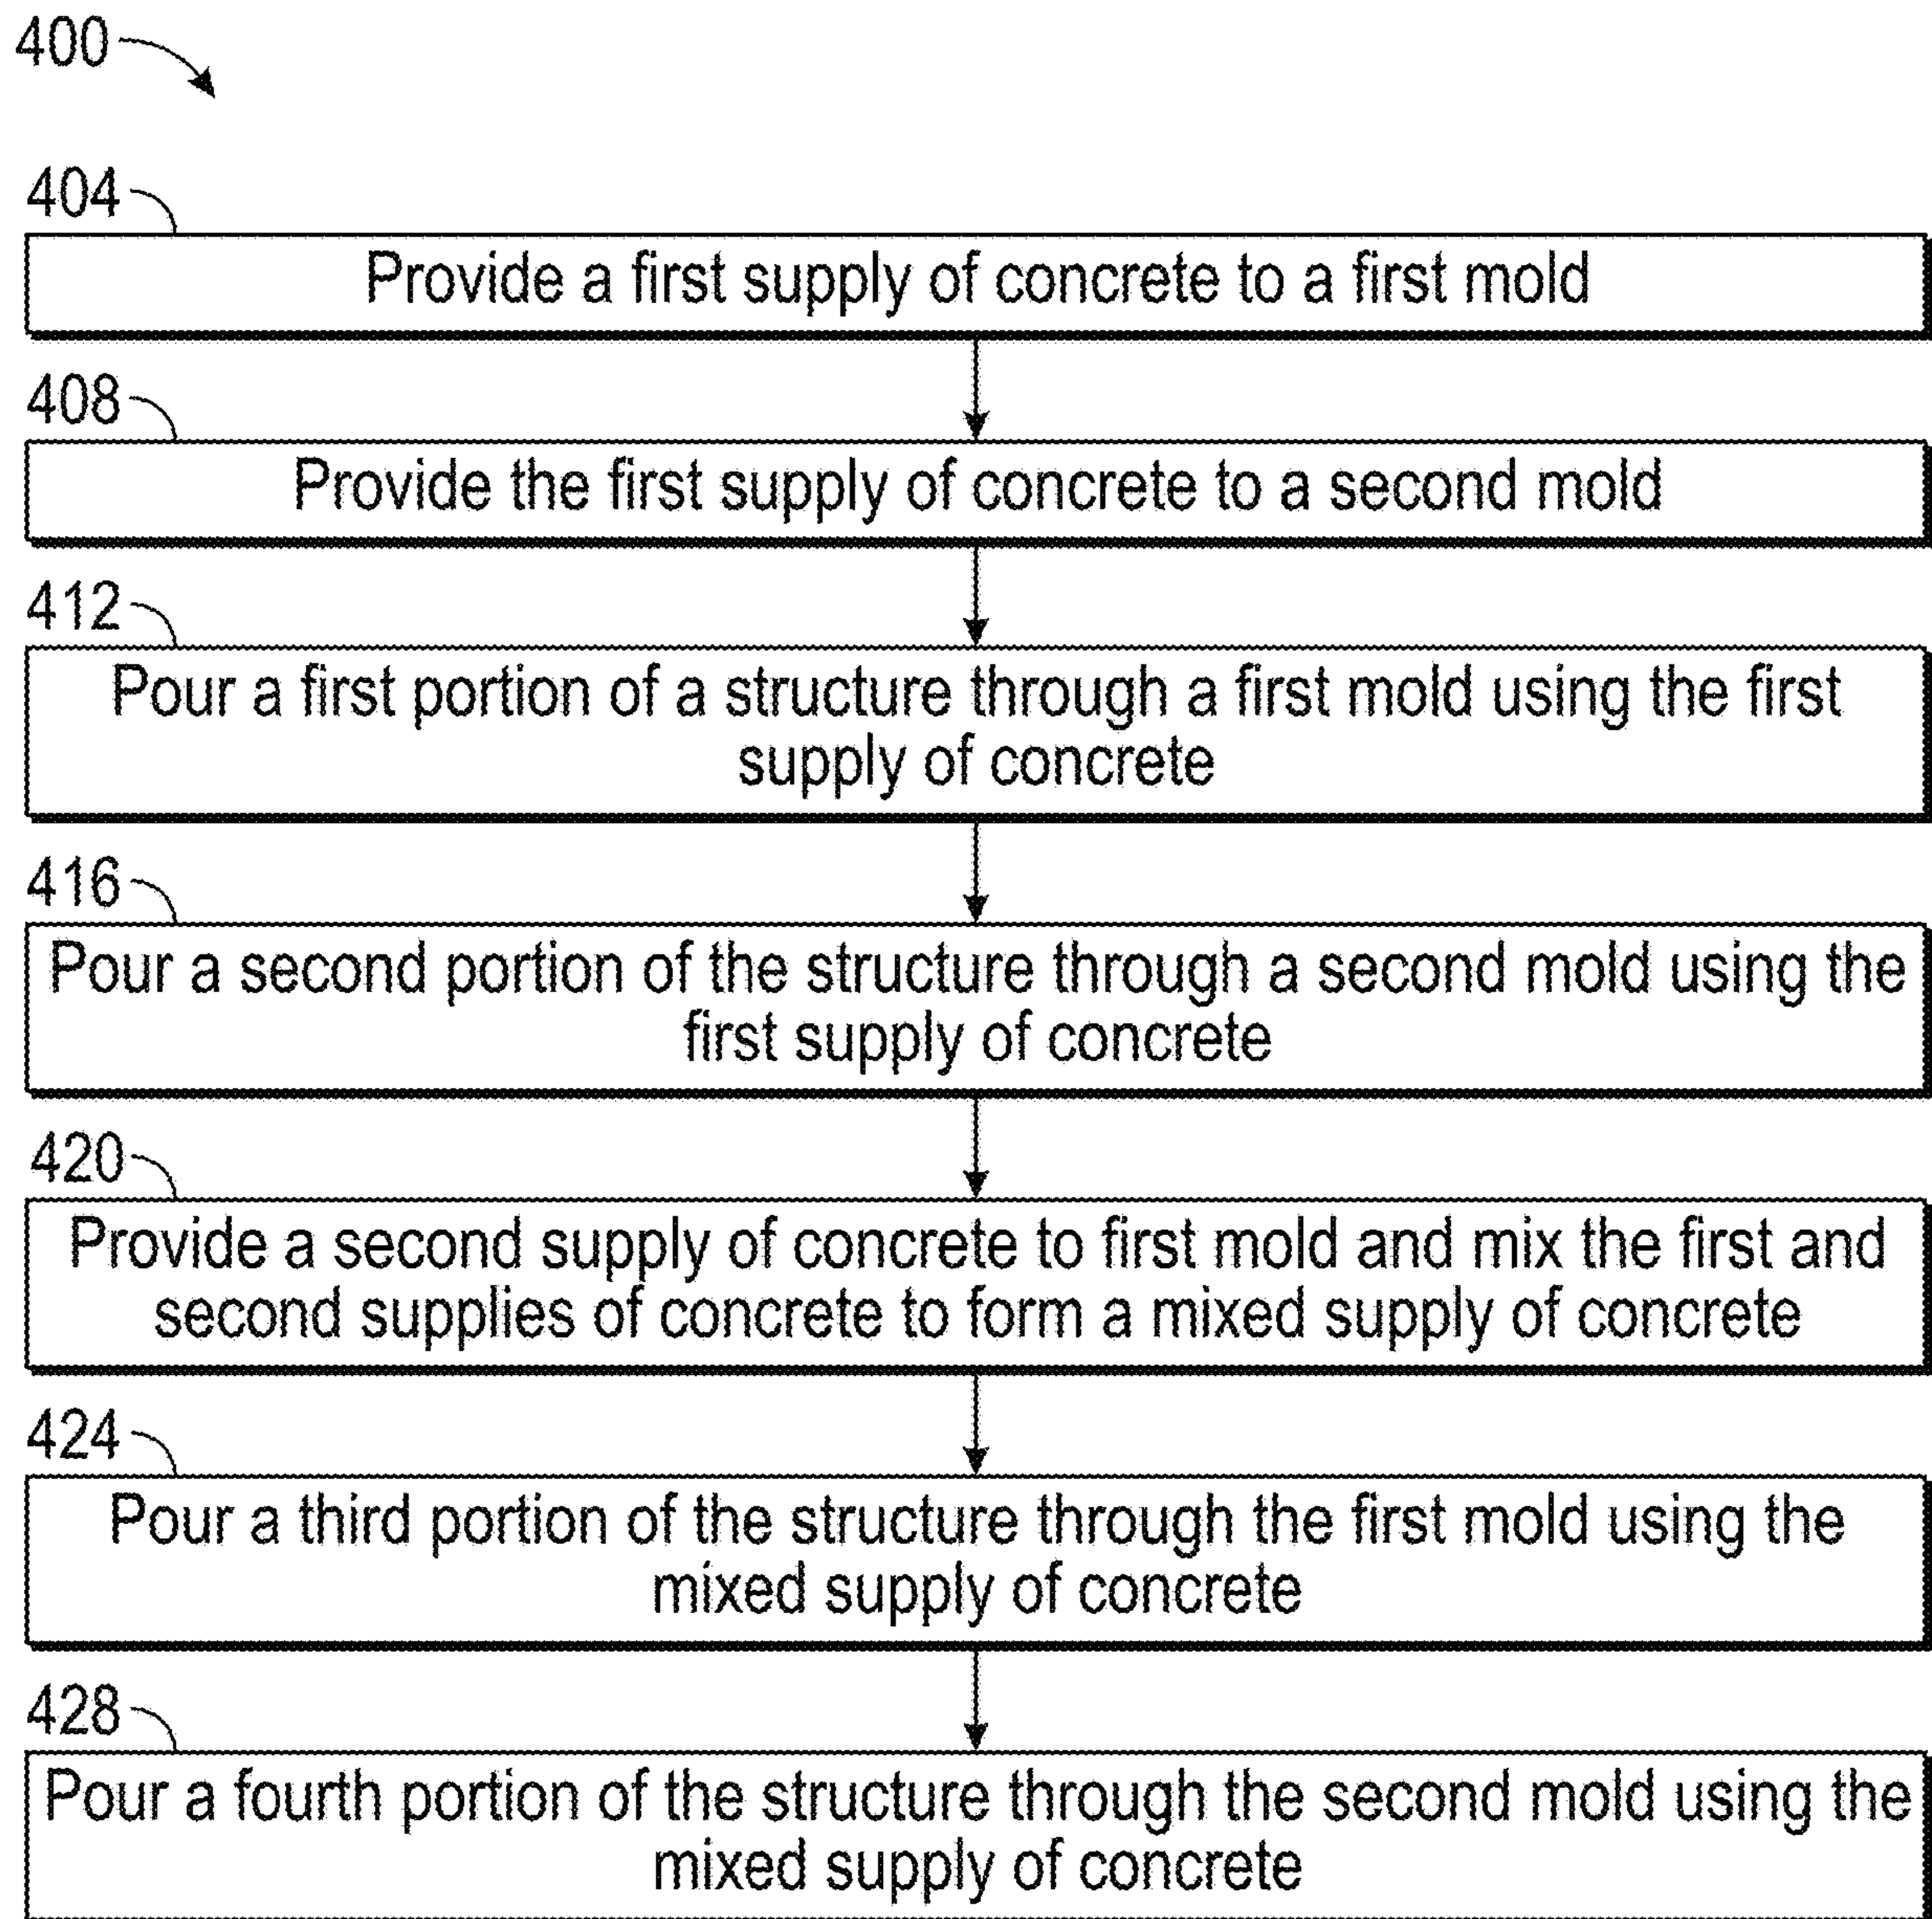 400
404
Provide a first supply of concrete to a first mold
408
Provide the first supply of concrete to a second mold
412
Pour a first portion of a structure through a first mold using the first
supply of concrete
416
Pour a second portion of the structure through a second mold using the
first supply of concrete
420
Provide a second supply of concrete to first mold and mix the first and
second supplies of concrete to form a mixed supply of concrete
424
Pour a third portion of the structure through the first mold using the
mixed supply of concrete
428
Pour a fourth portion of the structure through the second mold using the
mixed supply of concrete